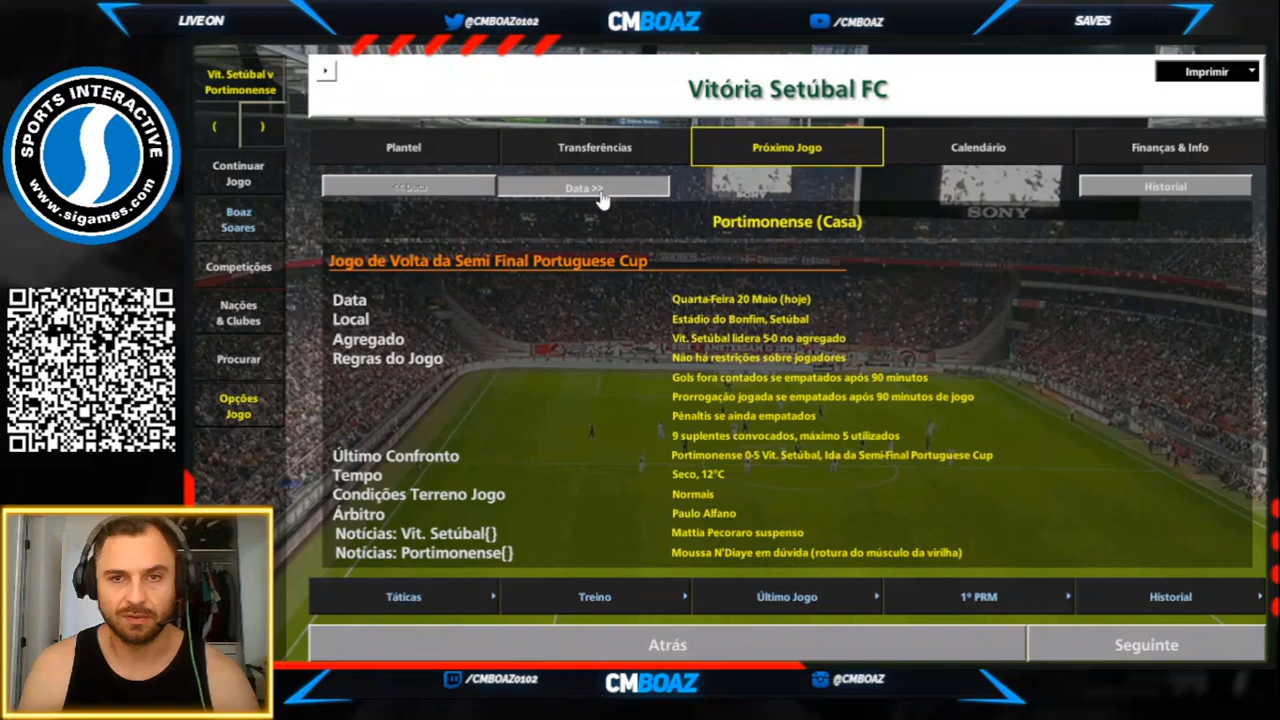 LIVE ON
@CMBOAZ0102
CMBOAZ
/CMBOAZ
SAVES
SPORTS INTERACTIVE
www.sigames.com
Vit. Setúbal v
Portimonense
( )
Continuar
Jogo
Boaz
Soares
Competições
Nações
& Clubes
Procurar
Opções
Jogo
Vitória Setúbal FC
Imprimir
Plantel
Transferências
Próximo Jogo
Calendário
Finanças & Info
<< Data
Data >>
Historial
SONY
SONY
Portimonense (Casa)
Jogo de Volta da Semi Final Portuguese Cup
Data Quarta-Feira 20 Maio (hoje)
Local Estádio do Bonfim, Setúbal
Agregado Vit. Setúbal lidera 5-0 no agregado
Regras do Jogo Não há restrições sobre jogadores
Gols fora contados se empatados após 90 minutos
Prorrogação jogada se empatados após 90 minutos de jogo
Pênaltis se ainda empatados
9 suplentes convocados, máximo 5 utilizados
Último Confronto Portimonense 0-5 Vit. Setúbal, Ida da Semi-Final Portuguese Cup
Tempo Seco, 12°C
Condições Terreno Jogo Normais
Árbitro Paulo Alfano
Notícias: Vit. Setúbal{} Mattia Pecoraro suspenso
Notícias: Portimonense{} Moussa N'Diaye em dúvida (rotura do músculo da virilha)
Táticas
Treino
Último Jogo
1ª PRM
Historial
Atrás
Seguinte
/CMBOAZ0102
CMBOAZ
@CMBOAZ